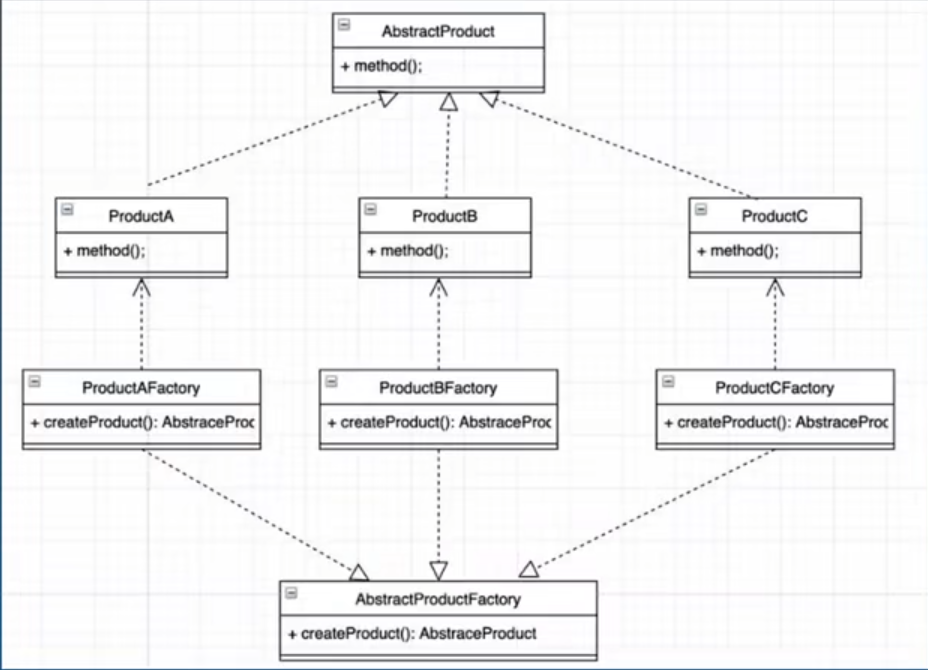 AbstractProduct
+ method();
ProductA
+ method();
ProductB
+ method();
ProductC
+ method();
ProductAFactory
+ createProduct(): AbstraceProc
ProductBFactory
+ createProduct(): AbstraceProc
ProductCFactory
+ createProduct(): AbstraceProc
AbstractProductFactory
+ createProduct(): AbstraceProduct